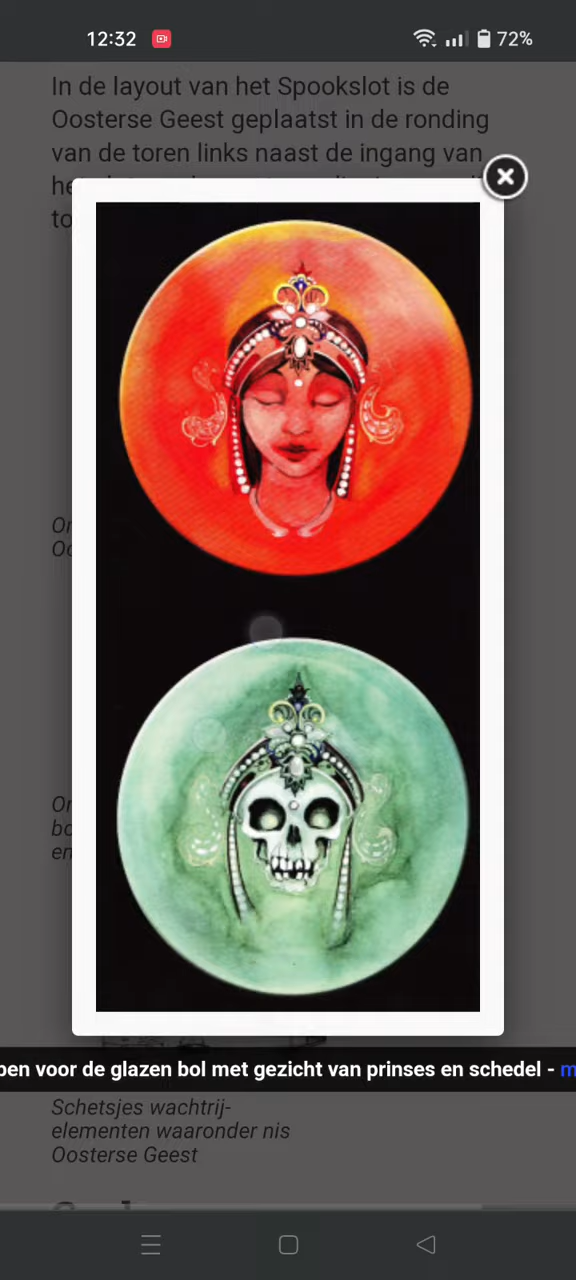 12:32
72%
In de layout van het Spookslot is de
Oosterse Geest geplaatst in de ronding
van de toren links naast de ingang van
voor de glazen bol met gezicht van prinses en schedel -
Schetsjes wachtrij-
elementen waaronder nis
Oosterse Geest